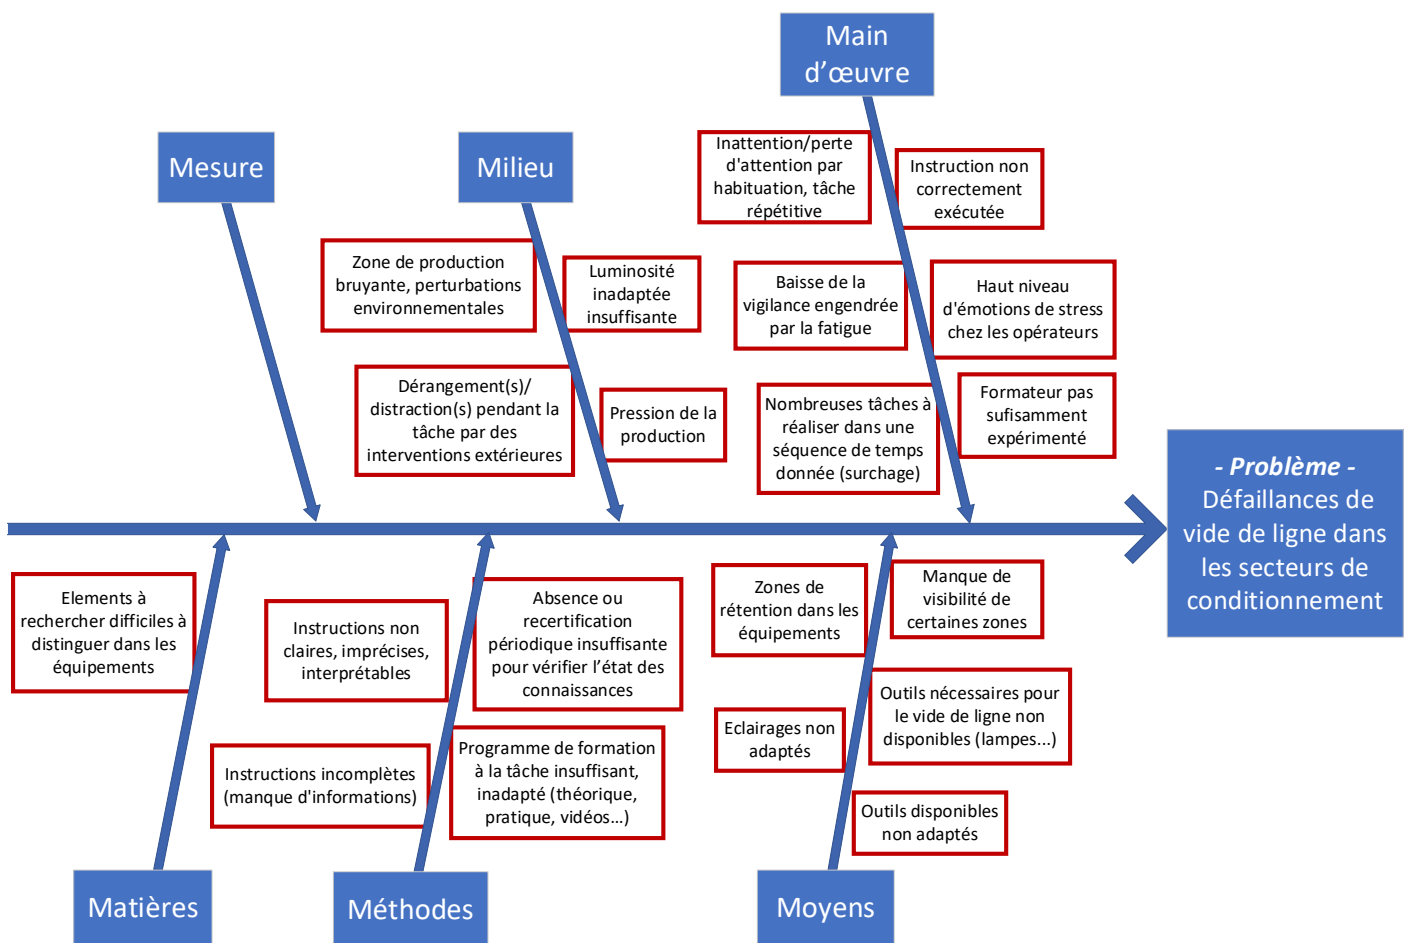 Main
d'œuvre
Mesure
Milieu
Inattention/perte
d'attention par
habituation, tâche
répétitive
Instruction non
correctement
exécutée
Zone de production
bruyante, perturbations
environnementales
Luminosité
inadaptée
insuffisante
Baisse de la
vigilance engendrée
par la fatigue
Haut niveau
d'émotions de stress
chez les opérateurs
Dérangement(s)/
distraction(s) pendant la
tâche par des
interventions extérieures
Pression de la
production
Nombreuses tâches à
réaliser dans une
séquence de temps
donnée (surchage)
Formateur pas
sufisamment
expérimenté
- Problème -
Défaillances de
vide de ligne dans
les secteurs de
conditionnement
Elements à
rechercher difficiles à
distinguer dans les
équipements
Instructions non
claires, imprécises,
interprétables
Absence ou
recertification
périodique insuffisante
pour vérifier l’état des
connaissances
Zones de
rétention dans les
équipements
Manque de
visibilité de
certaines zones
Instructions incomplètes
(manque d'informations)
Programme de formation
à la tâche insuffisant,
inadapté (théorique,
pratique, vidéos…)
Eclairages non
adaptés
Outils nécessaires pour
le vide de ligne non
disponibles (lampes...)
Outils disponibles
non adaptés
Matières
Méthodes
Moyens